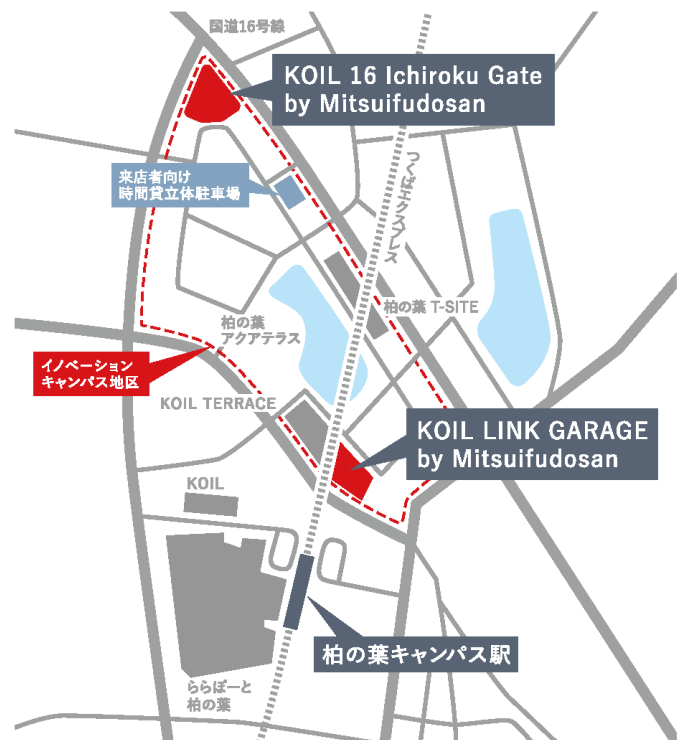 国道16号線
KOIL 16 Ichiroku Gate
by Mitsuifudosan
つくばエクスプレス
来店者向け
時間貸立体駐車場
柏の葉 T-SITE
柏の葉
アクアテラス
イノベーション
キャンパス地区
KOIL TERRACE
KOIL LINK GARAGE
by Mitsuifudosan
KOIL
柏の葉キャンパス駅
ららぽーと
柏の葉